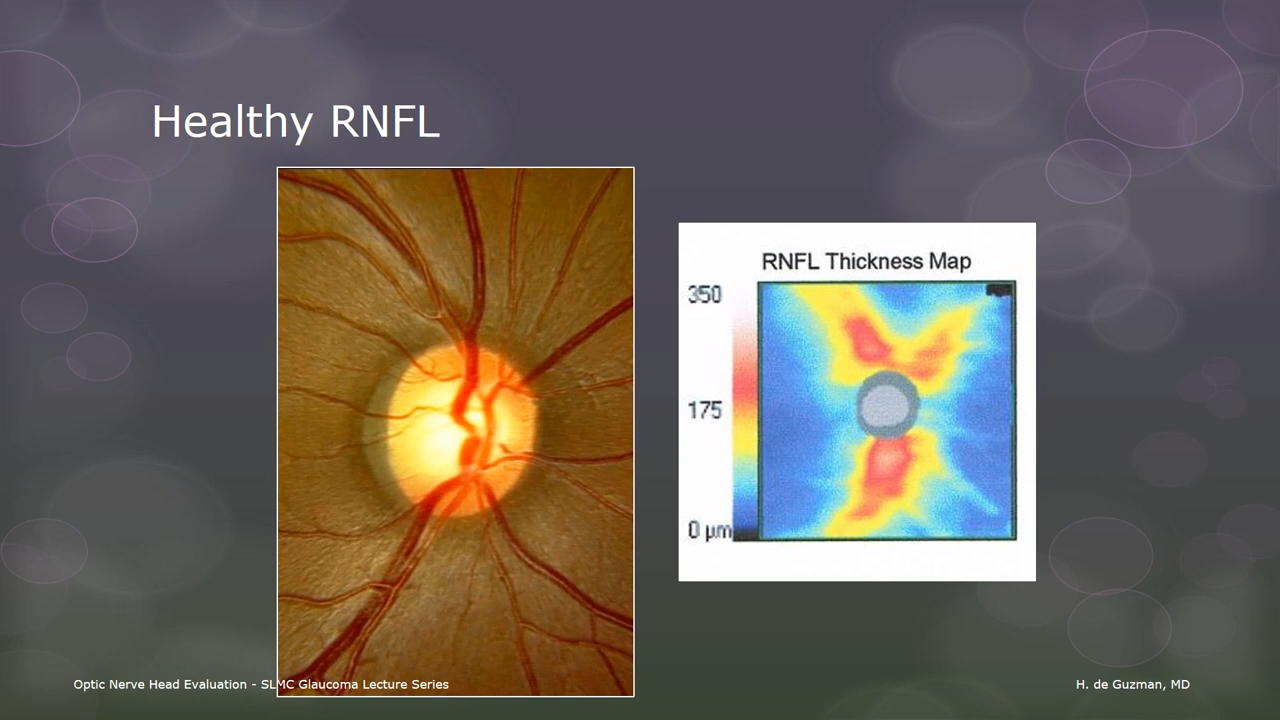 Healthy RNFL
RNFL Thickness Map
350
175
0 µm
Optic Nerve Head Evaluation - SLMC Glaucoma Lecture Series
H. de Guzman, MD